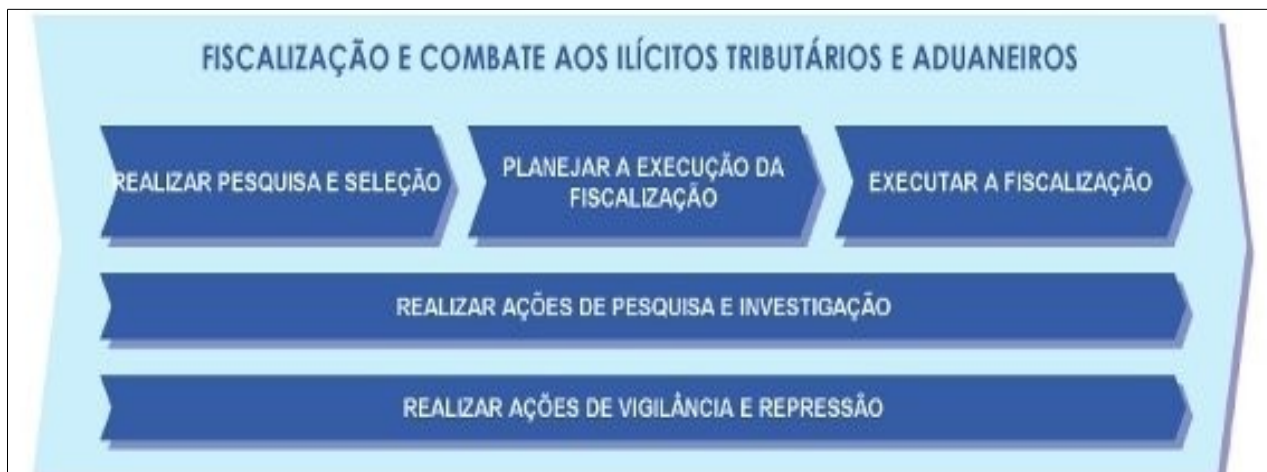 FISCALIZAÇÃO E COMBATE AOS ILÍCITOS TRIBUTÁRIOS E ADUANEIROS
REALIZAR PESQUISA E SELEÇÃO
PLANEJAR A EXECUÇÃO DA
FISCALIZAÇÃO
EXECUTAR A FISCALIZAÇÃO
REALIZAR AÇÕES DE PESQUISA E INVESTIGAÇÃO
REALIZAR AÇÕES DE VIGILÂNCIA E REPRESSÃO